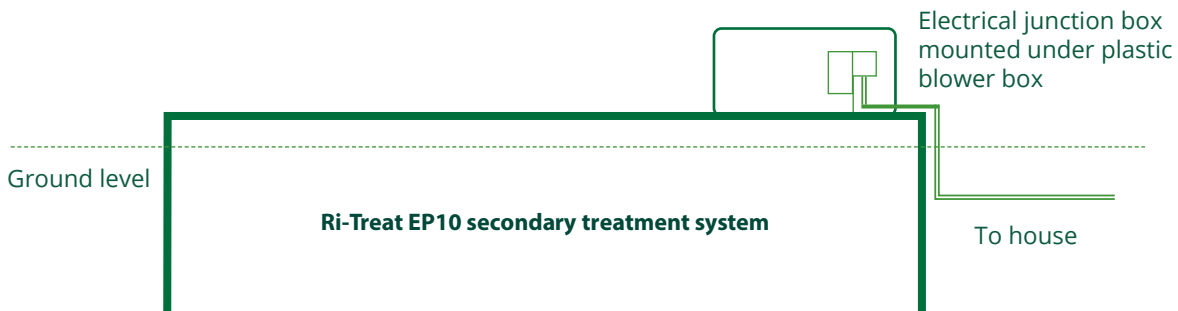 Electrical junction box
mounted under plastic
blower box
Ground level
Ri-Treat EP10 secondary treatment system
To house